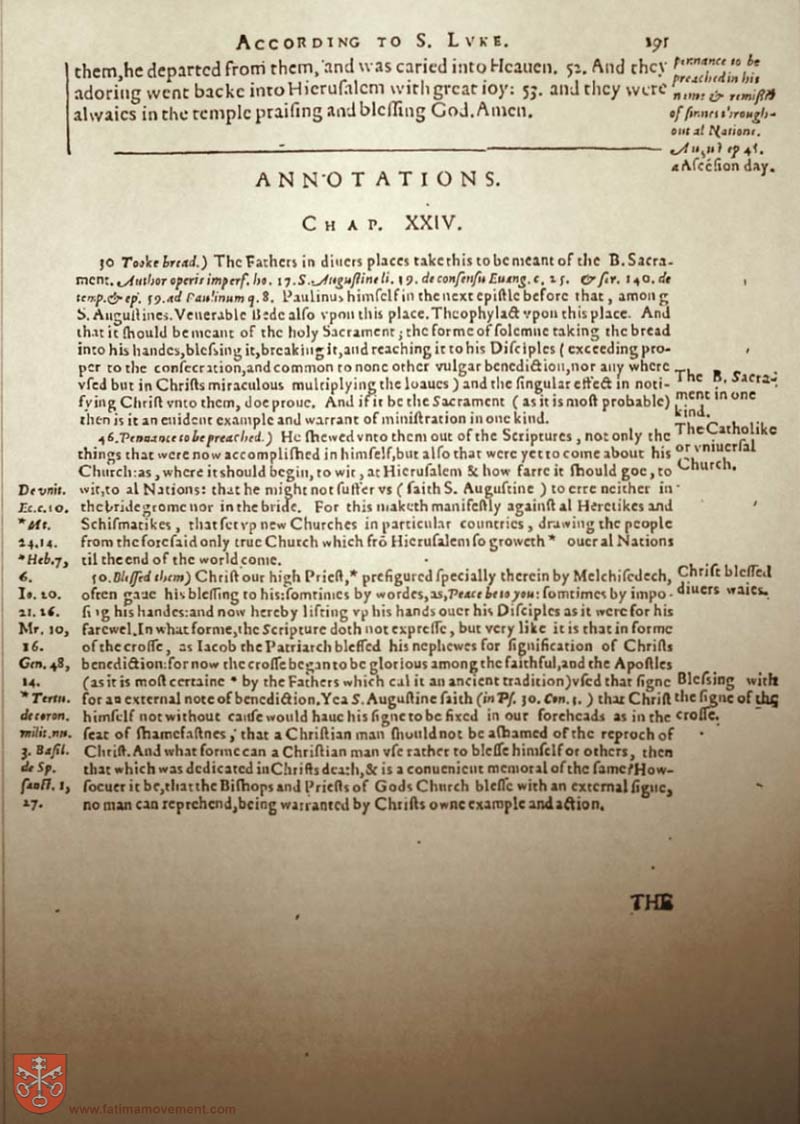 ACCORDING TO S. LVKE. 191
them,he departed from them, and was caried into Heauen. 52. And they
adoring went backe into Hieruſalem with great ioy: 53. and they were
alwaies in the temple praiſing and bleſſing God. Amen.
pennance to be
preached in his
name & remiſſiõ
of ſinnes through-
out al Nations.
Auguſt ep 48.
a Aſcẽſion day.
ANNOTATIONS.
CHAP. XXIV.
30 Tooke bread.) The Fathers in diuers places take this to be meant of the B. Sacra-
ment. Author operis imperf. ho. 17. S. Auguſtine li. 19. de conſenſu Euang. c. 25. & ſer. 140. de
temp. & ep. 59. ad Paulinum q. 8. Paulinus himſelf in the next epiſtle before that, among
S. Auguſtines. Venerable Bede alſo vpon this place. Theophylact vpon this place. And
that it ſhould be meant of the holy Sacrament; the forme of ſolemne taking the bread
into his handes, bleſsing it, breaking it, and reaching it to his Diſciples (exceeding pro-
per to the conſecration, and common to none other vulgar benediction, nor any where
vſed but in Chriſts miraculous multiplying the loaues) and the ſingular effect in noti-
fying Chriſt vnto them, doe proue. And if it be the Sacrament (as it is moſt probable)
then is it an euident example and warrant of miniſtration in one kind.
The B. Sacra-
ment in one
kind.
46. Pennance to be preached.) He ſhewed vnto them out of the Scriptures, not only the
things that were now accompliſhed in himſelf, but alſo that were yet to come about his
Church: as, where it ſhould begin, to wit, at Hieruſalem & how farre it ſhould goe, to
wit, to al Nations: that he might not ſuffer vs (ſaith S. Auguſtine) to erre neither in
the bridegrome nor in the bride. For this maketh manifeſtly againſt al Heretikes and
Schiſmatikes, that ſet vp new Churches in particular countries, drawing the people
from the foreſaid only true Church which frõ Hieruſalem ſo groweth * ouer al Nations
til the end of the world come.
The Catholike
or vniuerſal
Church.
De vnit.
Ec. c. 10.
* Mt.
24.14.
50. Bleſſed them) Chriſt our high Prieſt,* prefigured ſpecially therein by Melchiſedech,
often gaue his bleſſing to his: ſomtimes by wordes, as, Peace be to you: ſomtimes by impo-
ſing his handes: and now hereby lifting vp his hands ouer his Diſciples as it were for his
farewel. In what forme, the Scripture doth not expreſſe, but very like it is that in forme
of the croſſe, as Iacob the Patriarch bleſſed his nephewes for ſignification of Chriſts
benediction: for now the croſſe began to be glorious among the faithful, and the Apoſtles
(as it is moſt certaine * by the Fathers which cal it an ancient tradition) vſed that ſigne
for an external note of benediction. Yea S. Auguſtine ſaith (in Pſ. 30. Con. 3.) that Chriſt
himſelf not without cauſe would haue his ſigne to be fixed in our foreheads as in the
ſeat of ſhamefaſtnes, that a Chriſtian man ſhould not be aſhamed of the reproch of
Chriſt. And what forme can a Chriſtian man vſe rather to bleſſe himſelf or others, then
that which was dedicated in Chriſts death, & is a conuenient memoral of the ſame? How-
ſoeuer it be, that the Biſhops and Prieſts of Gods Church bleſſe with an external ſigne,
no man can reprehend, being warranted by Chriſts owne example and action.
* Heb. 7,
6.
Io. 20.
21. 26.
Mr. 10,
16.
Gen. 48,
14.
* Tertu.
de coron.
milit. nu.
3. Baſil.
de Sp.
ſanct. 1,
27.
Chriſt bleſſed
diuers waies.
Bleſsing with
the ſigne of the
croſſe.
THE
www.fatimamovement.com